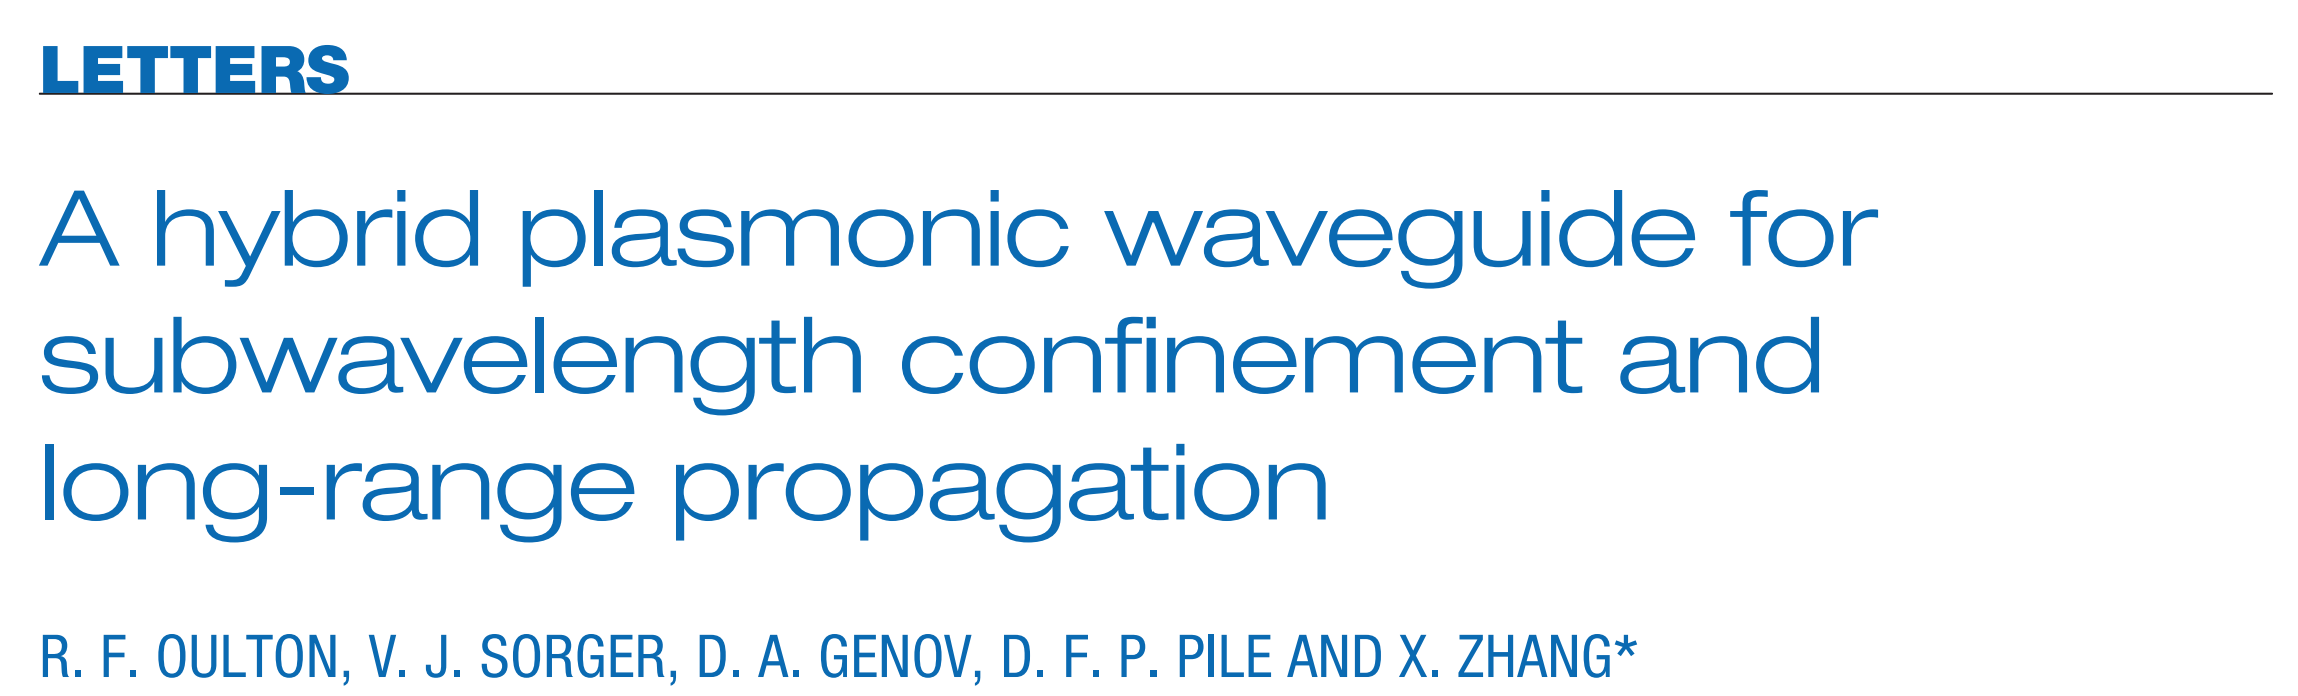 LETTERS
A hybrid plasmonic waveguide for
subwavelength confinement and
long-range propagation
R. F. OULTON, V. J. SORGER, D. A. GENOV, D. F. P. PILE AND X. ZHANG*